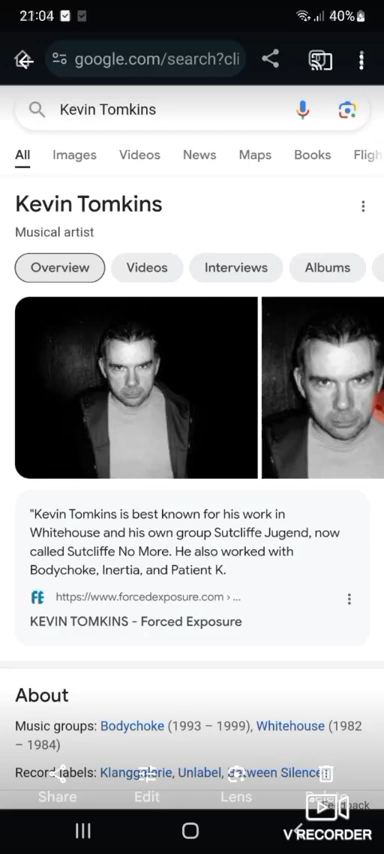 21:04
40%
google.com/search?cli
Kevin Tomkins
All Images Videos News Maps Books Fligh
Kevin Tomkins
Musical artist
Overview Videos Interviews Albums
"Kevin Tomkins is best known for his work in
Whitehouse and his own group Sutcliffe Jugend, now
called Sutcliffe No More. He also worked with
Bodychoke, Inertia, and Patient K.
https://www.forcedexposure.com › ...
KEVIN TOMKINS - Forced Exposure
About
Music groups: Bodychoke (1993 – 1999), Whitehouse (1982
– 1984)
Record labels: Klanggalerie, Unlabel, Between Silence
Share Edit Lens
V RECORDER